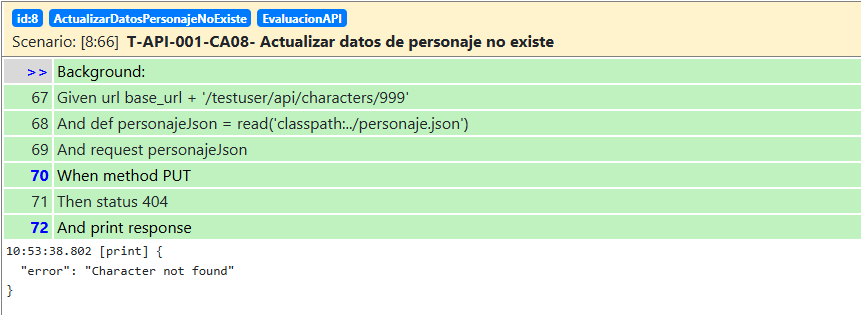 id:8 ActualizarDatosPersonajeNoExiste EvaluacionAPI
Scenario: [8:66] T-API-001-CA08- Actualizar datos de personaje no existe
>> Background:
67 Given url base_url + '/testuser/api/characters/999'
68 And def personajeJson = read('classpath:../personaje.json')
69 And request personajeJson
70 When method PUT
71 Then status 404
72 And print response
10:53:38.802 [print] {
  "error": "Character not found"
}